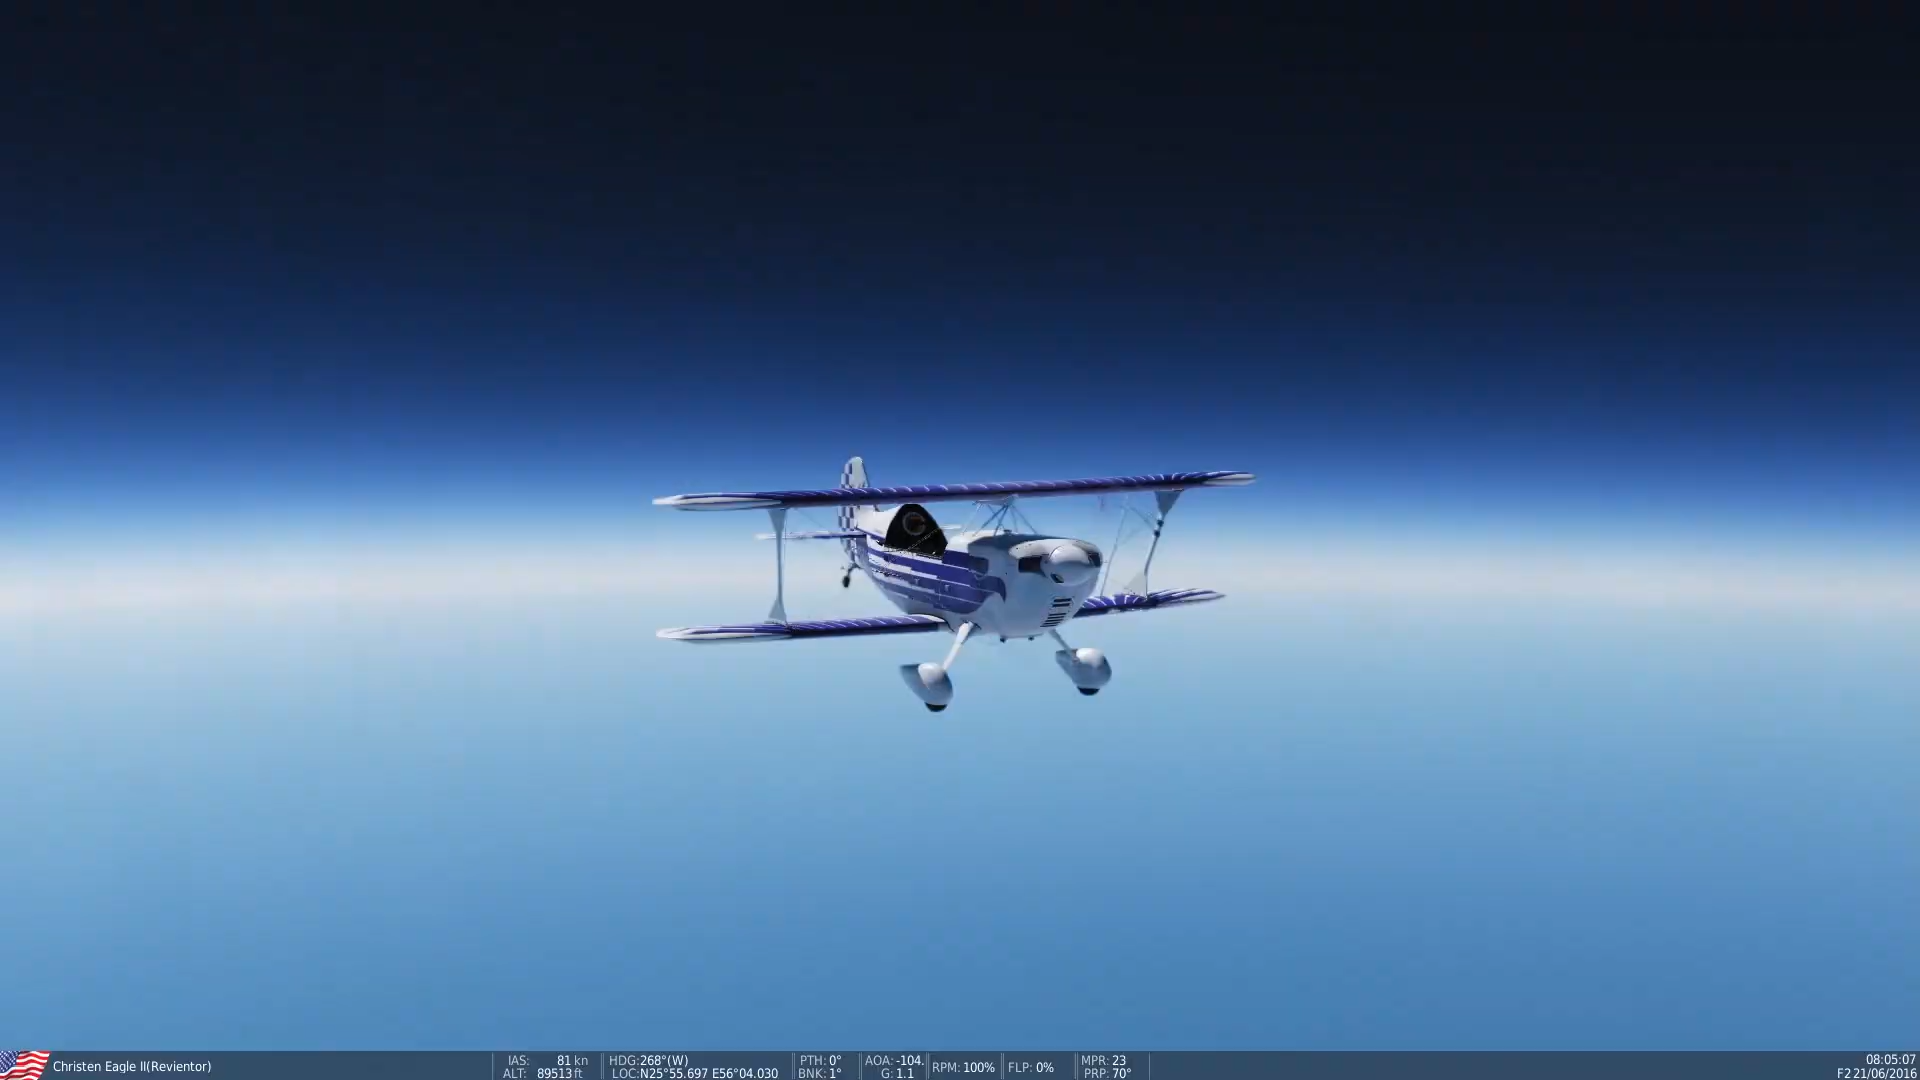 Christen Eagle II(Revientor)
IAS: 81 kn
ALT: 89513 ft
HDG:268°(W)
LOC:N25°55.697 E56°04.030
PTH: 0°
BNK: 1°
AOA: -104.
G: 1.1
RPM: 100%
FLP: 0%
MPR: 23
PRP: 70°
08:05:07
F2 21/06/2016